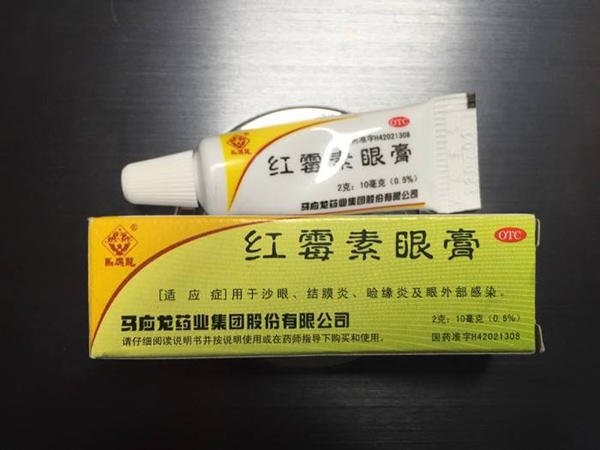 OTC
国药准字H42021308
红霉素眼膏
2克：10毫克（0.5%）
马应龙药业集团股份有限公司
马应龍
红霉素眼膏
OTC
[适 应 症]用于沙眼、结膜炎、睑缘炎及眼外部感染。
马应龙药业集团股份有限公司
2克：10毫克（0.5%）
请仔细阅读说明书并按说明使用或在药师指导下购买和使用。
国药准字H42021308